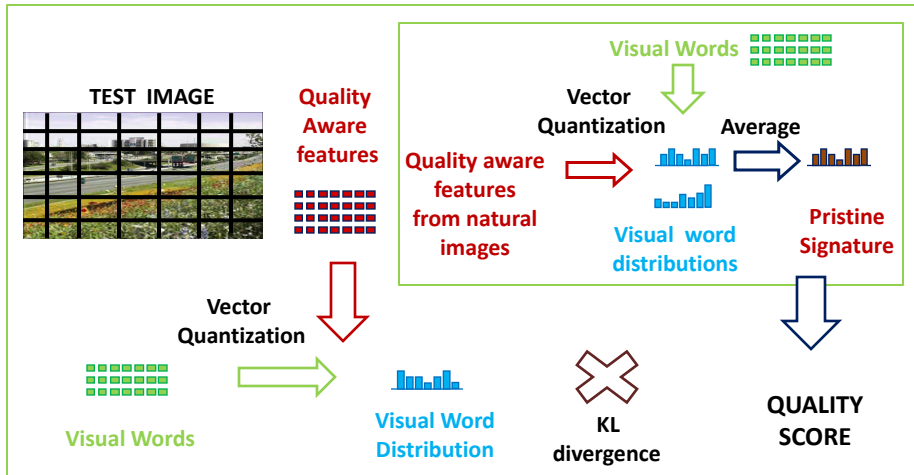 Visual Words
TEST IMAGE
Quality
Aware
features
Vector
Quantization
Average
Quality aware
features
from natural
images
Visual word
distributions
Pristine
Signature
Vector
Quantization
Visual Words
Visual Word
Distribution
KL
divergence
QUALITY
SCORE